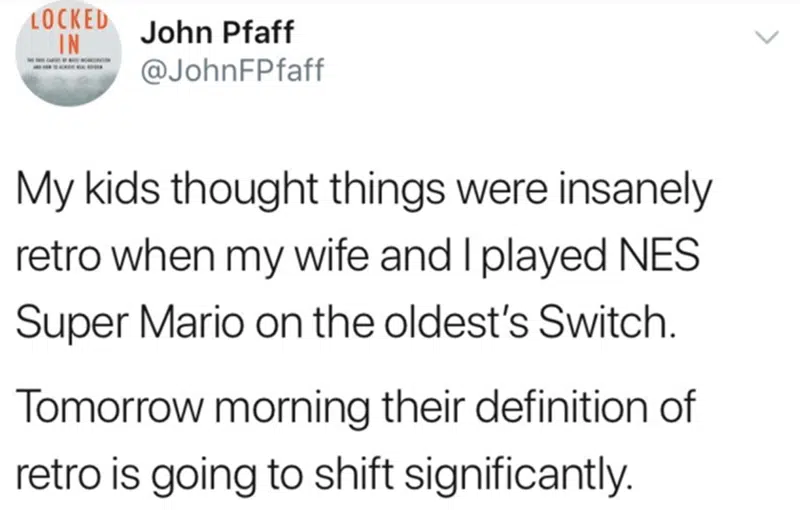 LOCKED
IN
John Pfaff
@JohnFPfaff
My kids thought things were insanely
retro when my wife and I played NES
Super Mario on the oldest's Switch.
Tomorrow morning their definition of
retro is going to shift significantly.